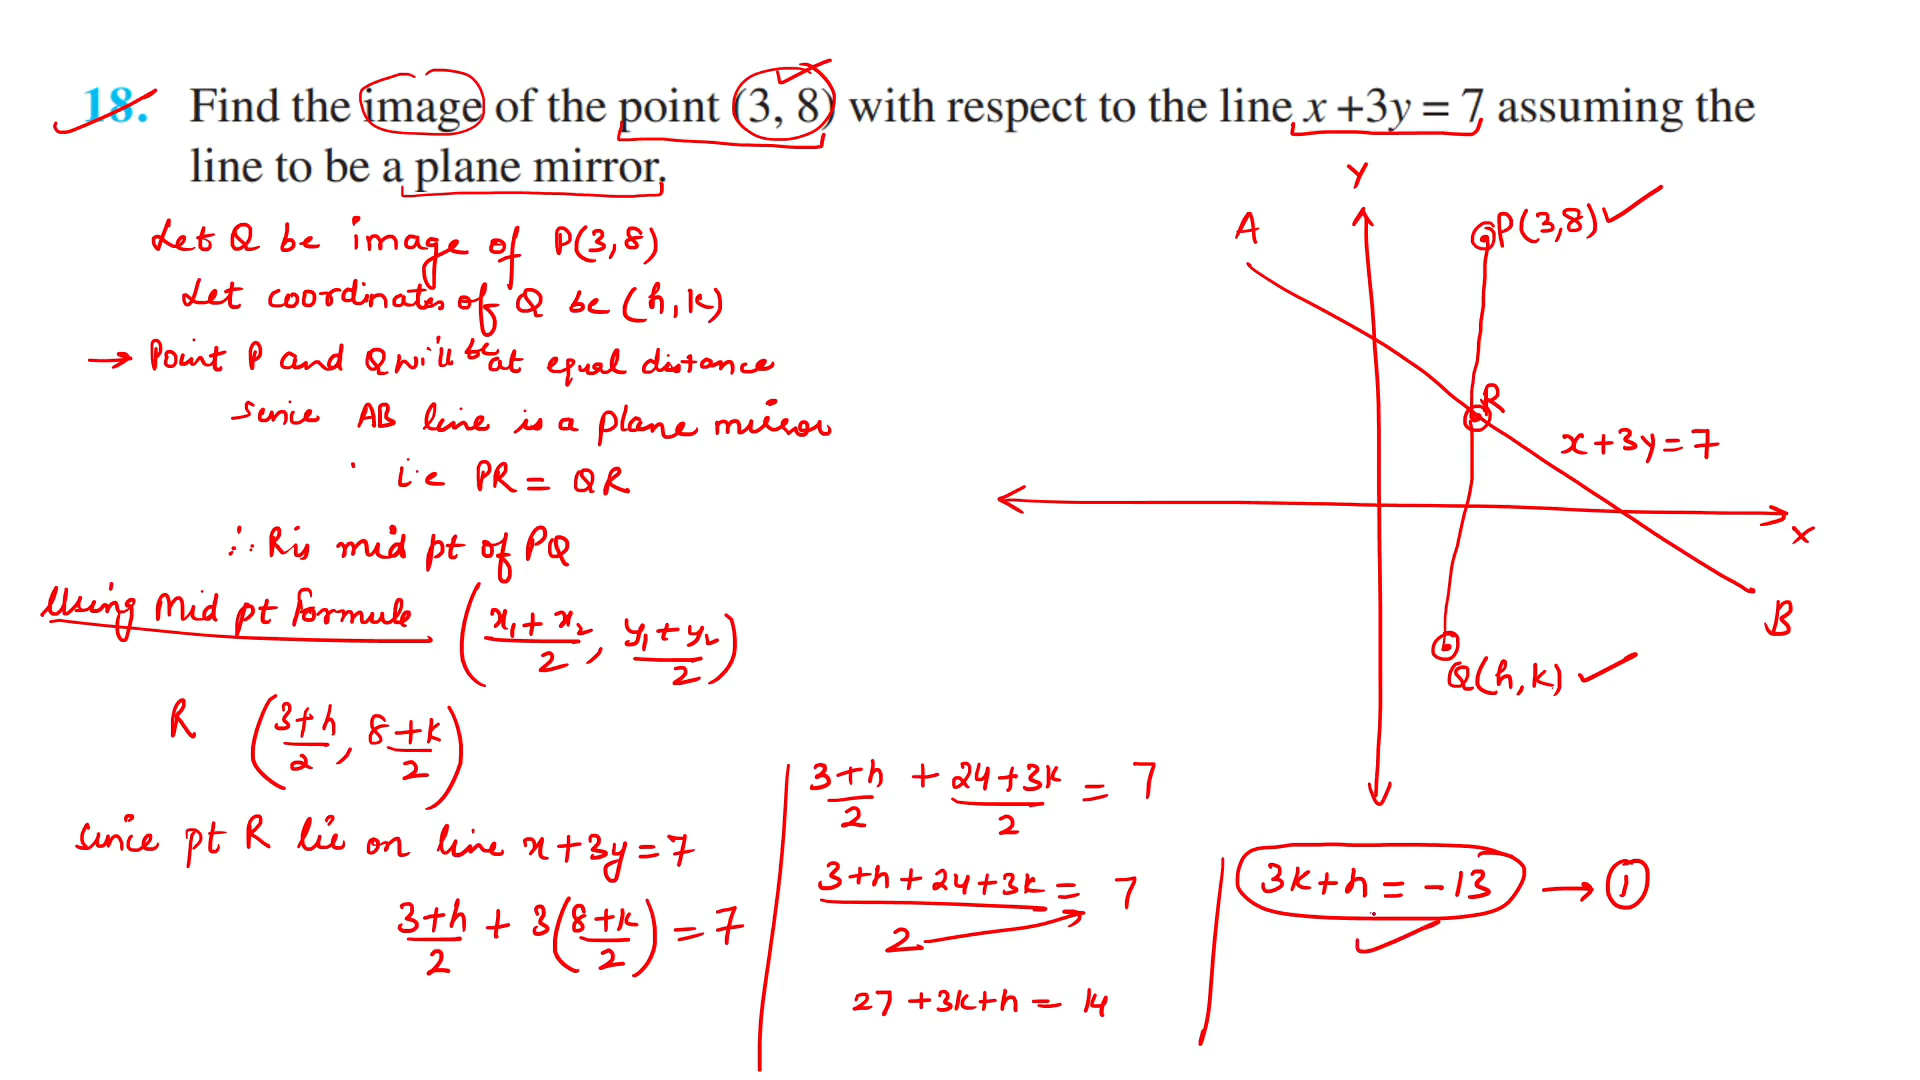 18. Find the image of the point (3, 8) with respect to the line x +3y = 7 assuming the
line to be a plane mirror.
Let Q be image of P(3,8)
Let coordinates of Q be (h,k)
→ Point P and Q will be at equal distance
Sinie AB line is a plane mirror
i.e PR = QR
∴ R is mid pt of PQ
Using Mid pt formule (x₁+x₂/2, y₁+y₂/2)
R (3+h/2, 8+k/2)
since pt R lie on line x+3y=7
3+h/2 + 3(8+k/2) = 7
3+h/2 + 24+3k/2 = 7
3+h+24+3k/2 = 7
27+3k+h = 14
3k+h = -13 → ①
Y
A
P(3,8)
R
x+3y=7
X
B
Q(h,k)